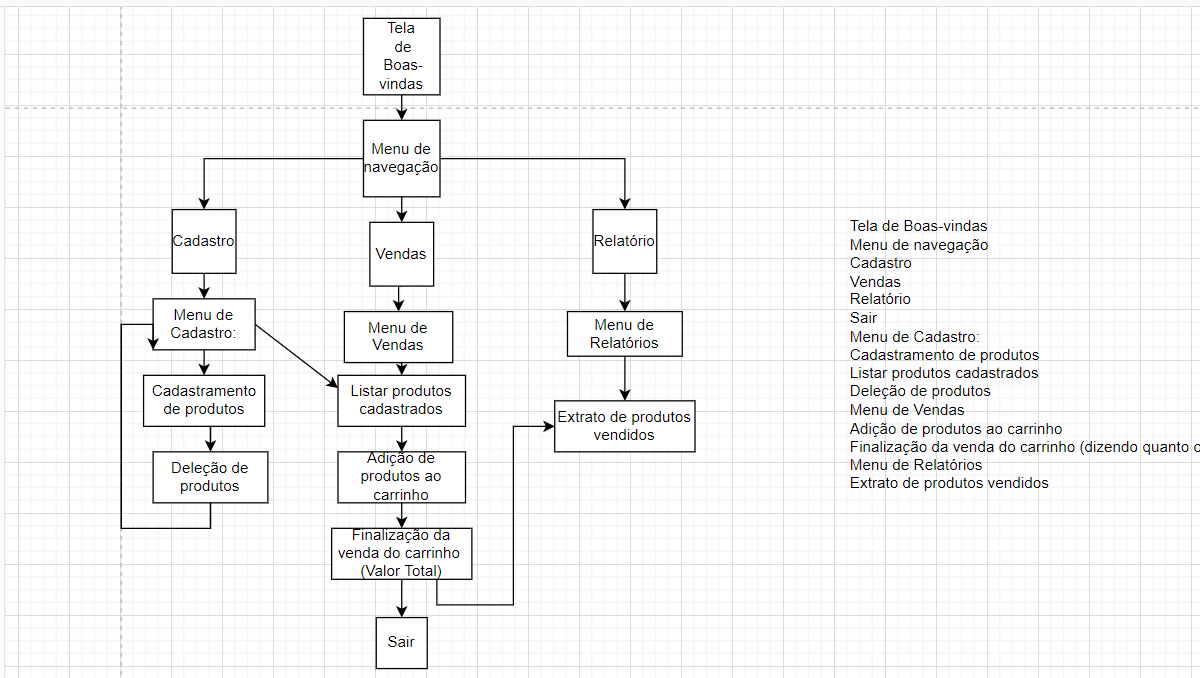 Tela
de
Boas-
vindas
Menu de
navegação
Cadastro
Vendas
Relatório
Menu de
Cadastro:
Menu de
Vendas
Menu de
Relatórios
Cadastramento
de produtos
Listar produtos
cadastrados
Extrato de produtos
vendidos
Deleção de
produtos
Adição de
produtos ao
carrinho
Finalização da
venda do carrinho
(Valor Total)
Sair
Tela de Boas-vindas
Menu de navegação
Cadastro
Vendas
Relatório
Sair
Menu de Cadastro:
Cadastramento de produtos
Listar produtos cadastrados
Deleção de produtos
Menu de Vendas
Adição de produtos ao carrinho
Finalização da venda do carrinho (dizendo quanto
Menu de Relatórios
Extrato de produtos vendidos